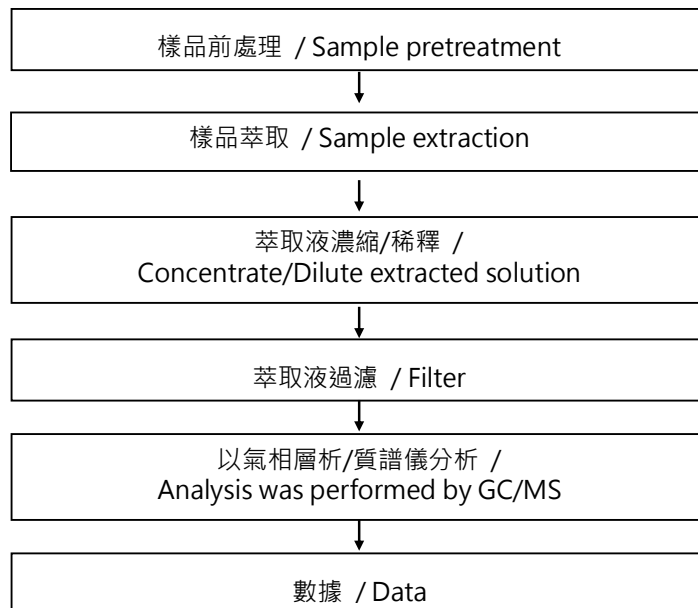 樣品前處理 / Sample pretreatment
樣品萃取 / Sample extraction
萃取液濃縮/稀釋 /
Concentrate/Dilute extracted solution
萃取液過濾 / Filter
以氣相層析/質譜儀分析 /
Analysis was performed by GC/MS
數據 / Data